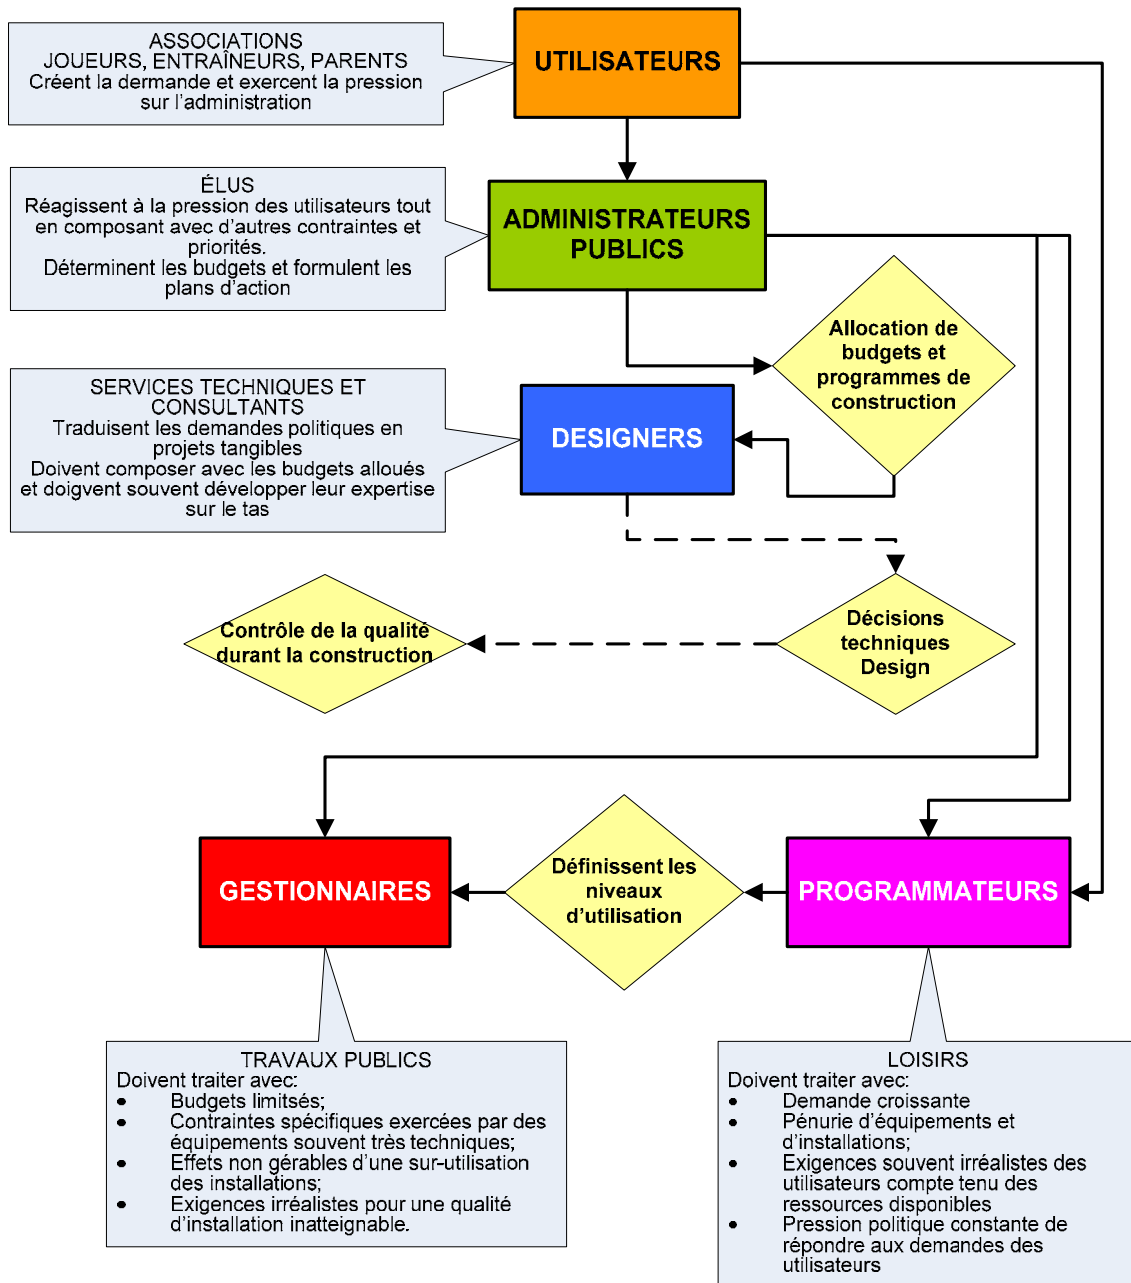 ASSOCIATIONS
JOUEURS, ENTRAÎNEURS, PARENTS
Créent la dermande et exercent la pression
sur l'administration
UTILISATEURS
ÉLUS
Réagissent à la pression des utilisateurs tout
en composant avec d'autres contraintes et
priorités.
Déterminent les budgets et formulent les
plans d'action
ADMINISTRATEURS
PUBLICS
Allocation de
budgets et
programmes de
construction
SERVICES TECHNIQUES ET
CONSULTANTS
Traduisent les demandes politiques en
projets tangibles
Doivent composer avec les budgets alloués
et doigvent souvent développer leur expertise
sur le tas
DESIGNERS
Contrôle de la qualité
durant la construction
Décisions
techniques
Design
GESTIONNAIRES
Définissent les
niveaux
d'utilisation
PROGRAMMATEURS
TRAVAUX PUBLICS
Doivent traiter avec:
• Budgets limitsés;
• Contraintes spécifiques exercées par des
équipements souvent très techniques;
• Effets non gérables d'une sur-utilisation
des installations;
• Exigences irréalistes pour une qualité
d'installation inatteignable.
LOISIRS
Doivent traiter avec:
• Demande croissante
• Pénurie d'équipements et
d'installations;
• Exigences souvent irréalistes des
utilisateurs compte tenu des
ressources disponibles
• Pression politique constante de
répondre aux demandes des
utilisateurs